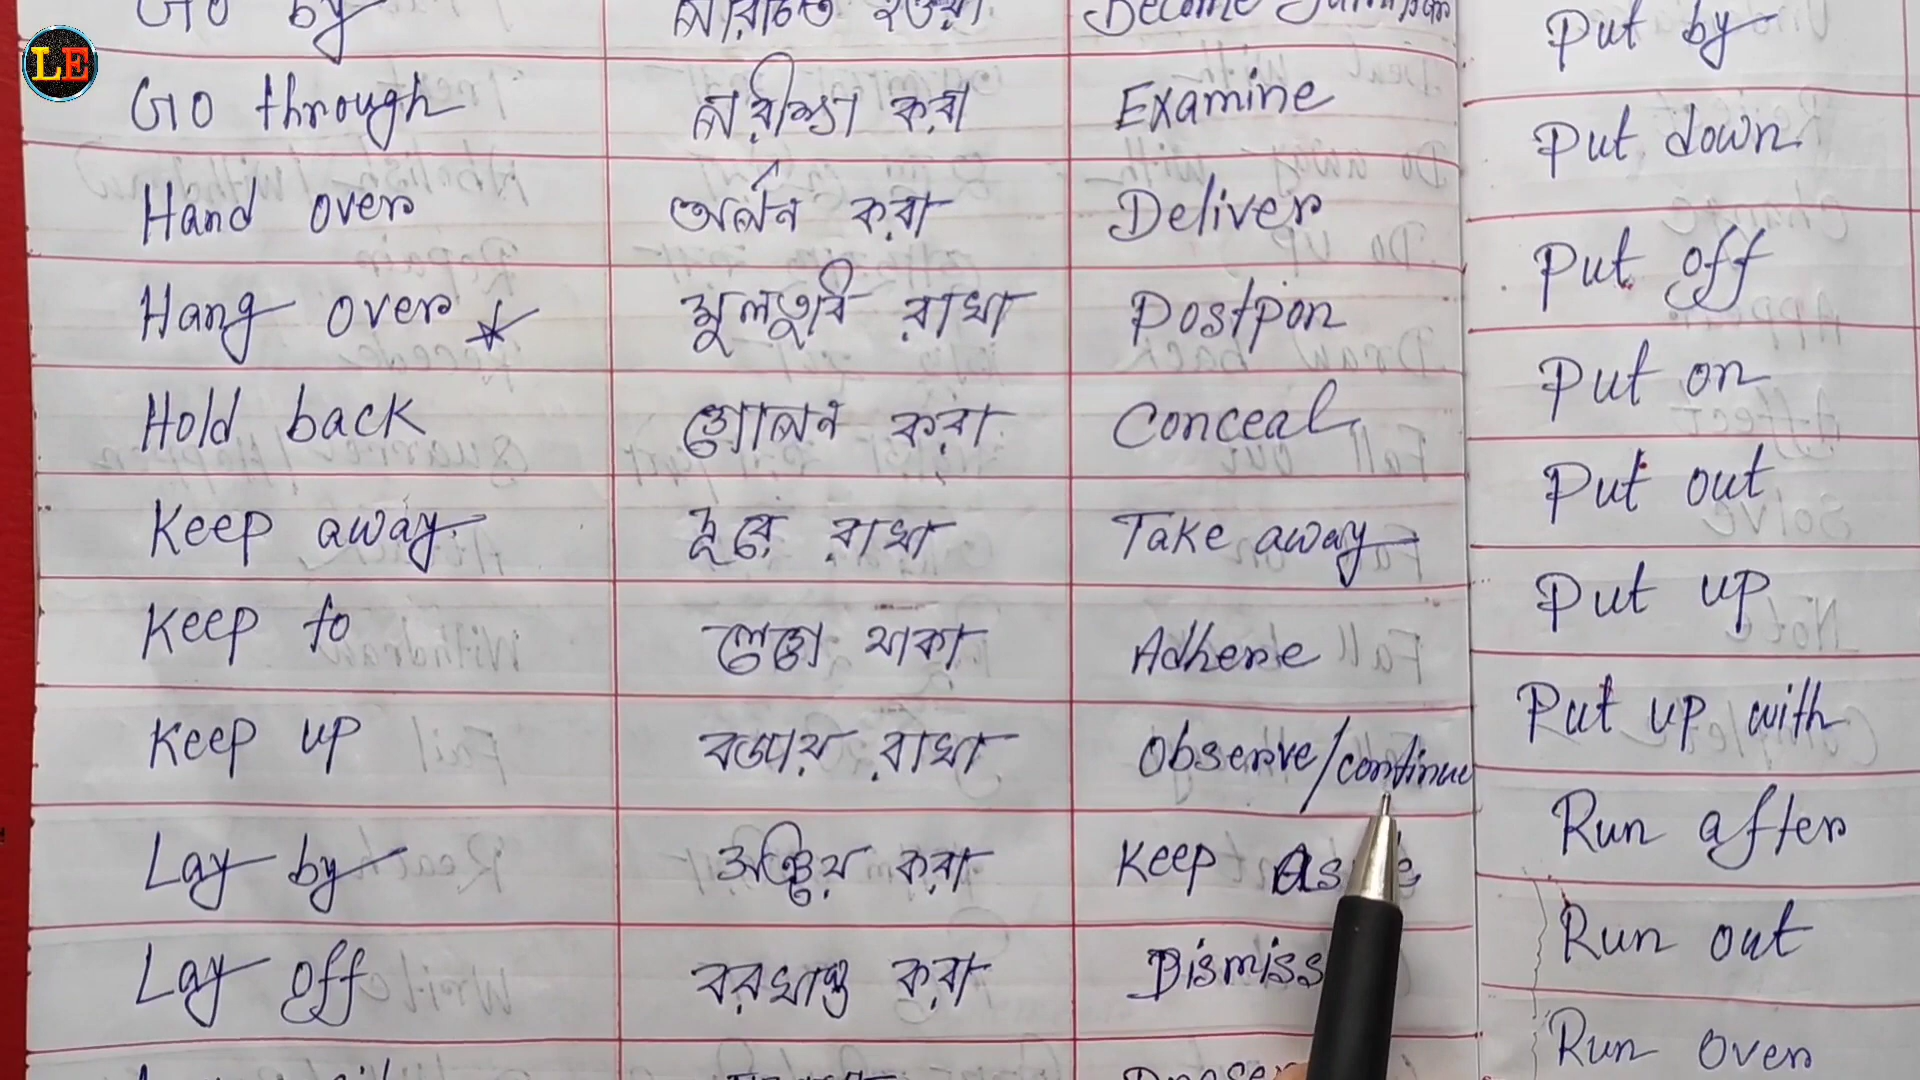 LE
Go by
Go through পরীক্ষা করা Examine
Hand over অর্পন করা Deliver
Hang over মুলতুবি রাখা Postpon
Hold back গোপন করা Conceal
Keep away দূরে রাখা Take away
Keep to লেগে থাকা Adhere
Keep up বজায় রাখা Observe/continue
Lay by সঞ্চয় করা Keep
Lay off বরখাস্ত করা Dismiss
Put by
Put down
Put off
Put on
Put out
Put up
Put up with
Run after
Run out
Run over